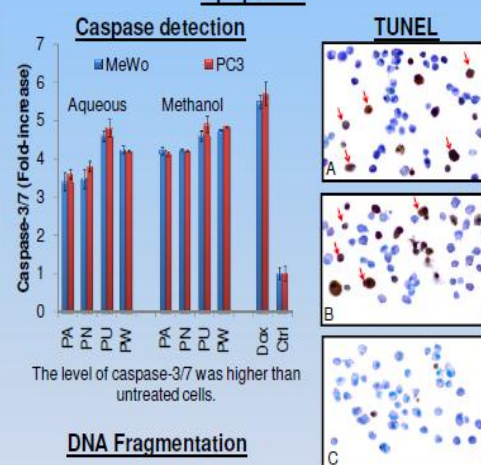 Caspase detection
7
6
5
4
3
2
1
0
Caspase-3/7 (Fold-increase)
MeWo PC3
Aqueous Methanol
PA PN PU PW PA PN PU PW Dox Ctrl
The level of caspase-3/7 was higher than
untreated cells.
DNA Fragmentation
TUNEL
A
B
C